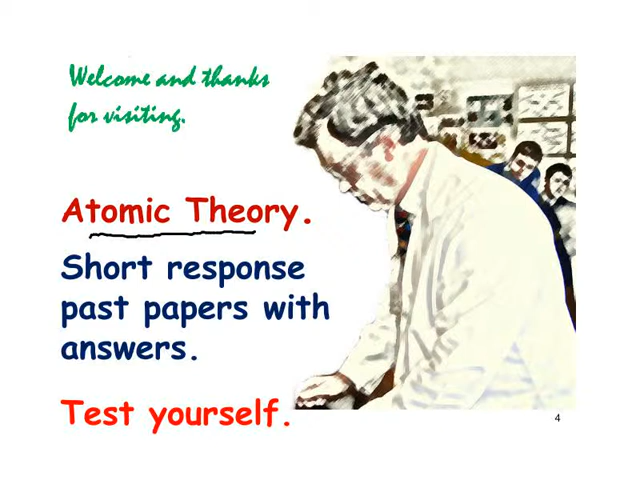 Welcome and thanks
for visiting.
Atomic Theory.
Short response
past papers with
answers.
Test yourself.
4